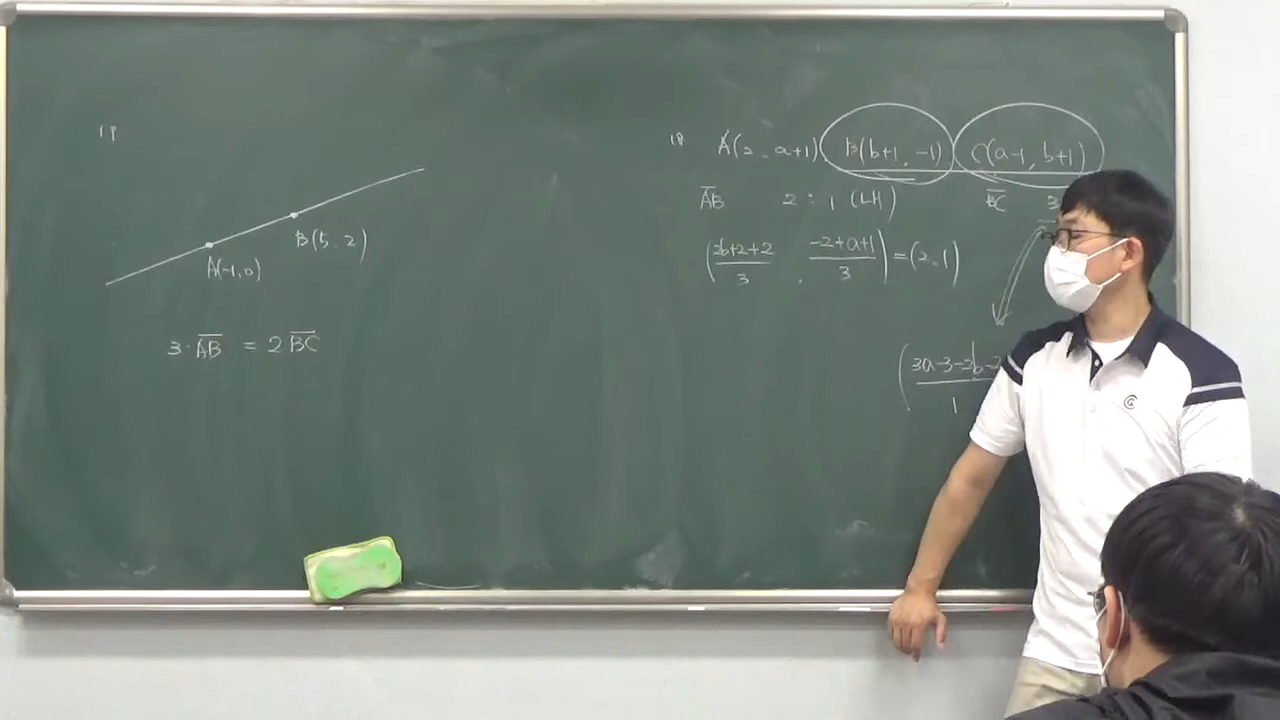 19
B(5, 2)
A(-1, 0)
3·AB = 2BC
18 A(2, a+1) B(b+1, -1) C(a-1, b+1)
AB 2 : 1 (내) BC 3
(2b+2+2/3 , -2+a+1/3) = (2, 1)
(3a-3-2b-2
1